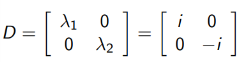 D = [ λ₁ 0 ; 0 λ₂ ] = [ i 0 ; 0 −i ]